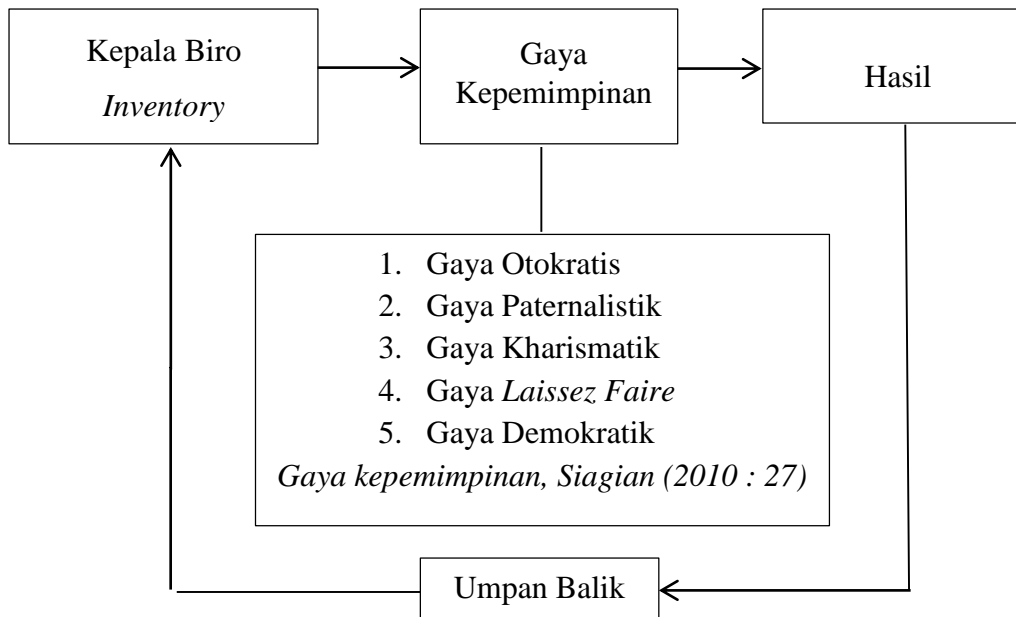 Kepala Biro
Inventory
Gaya
Kepemimpinan
Hasil
1. Gaya Otokratis
2. Gaya Paternalistik
3. Gaya Kharismatik
4. Gaya Laissez Faire
5. Gaya Demokratik
Gaya kepemimpinan, Siagian (2010 : 27)
Umpan Balik